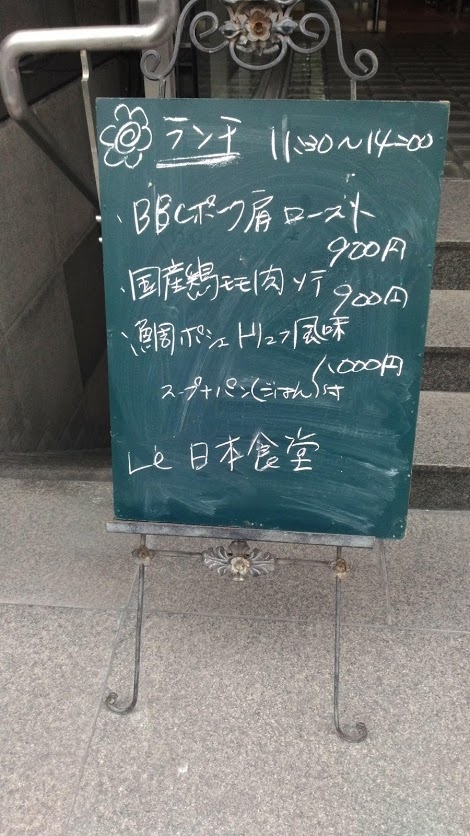 ランチ 11:30~14:00
、BBCポーク肩ロースト
900円
、国産鶏モモ肉ソテー
900円
、鯛ポシェ トリュフ風味
1,000円
スープ+パン(ごはん)付
Le 日本食堂